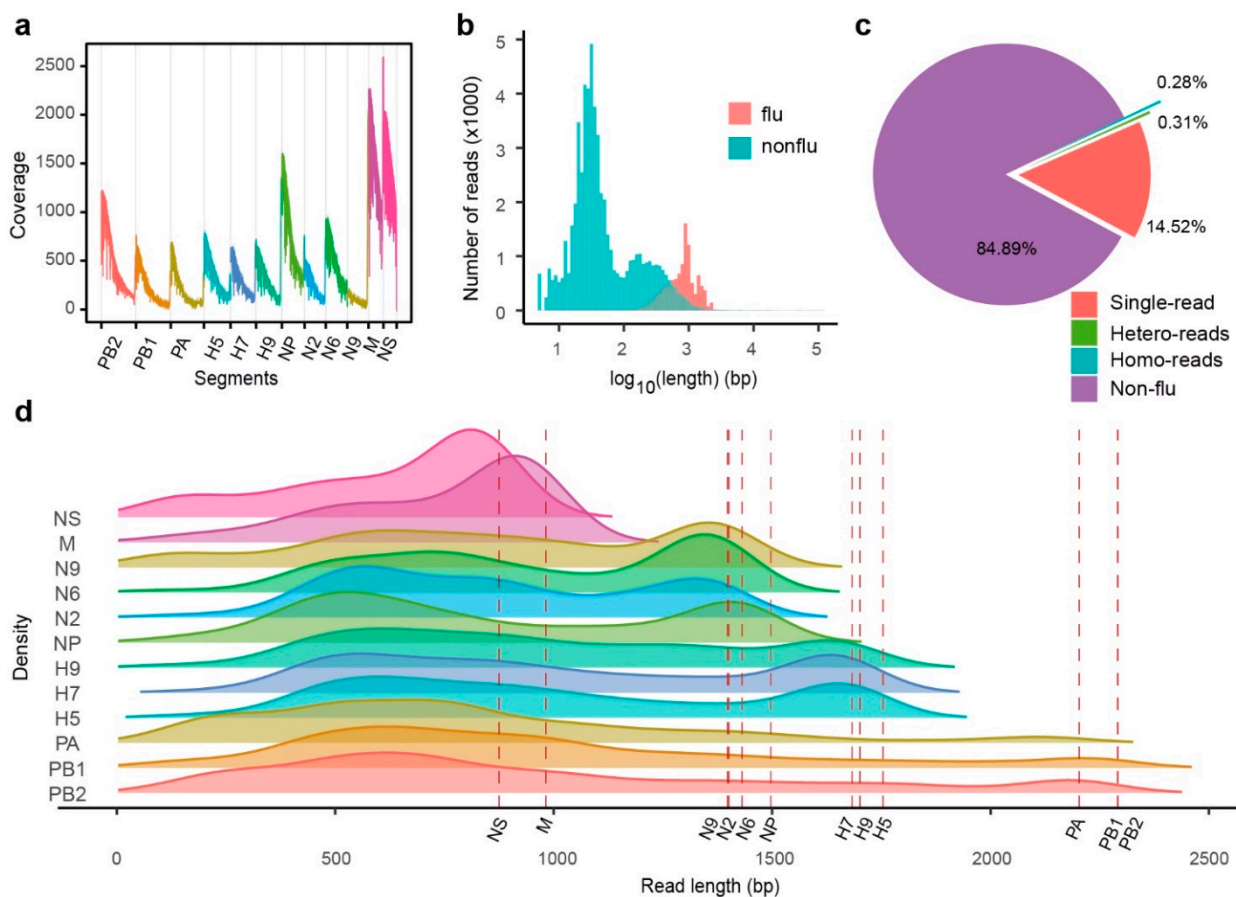 a
2500
2000
1500
1000
500
0
Coverage
PB2
PB1
PA
H5
H7
H9
NP
N2
N6
N9
M
NS
Segments
b
5
4
3
2
1
0
Number of reads (x1000)
flu
nonflu
1 2 3 4 5
log10(length) (bp)
c
0.28%
0.31%
14.52%
84.89%
Single-read
Hetero-reads
Homo-reads
Non-flu
d
Density
NS
M
N9
N6
N2
NP
H9
H7
H5
PA
PB1
PB2
NS
M
N9
N2
N6
NP
H7
H9
H5
PA
PB1
PB2
0 500 1000 1500 2000 2500
Read length (bp)